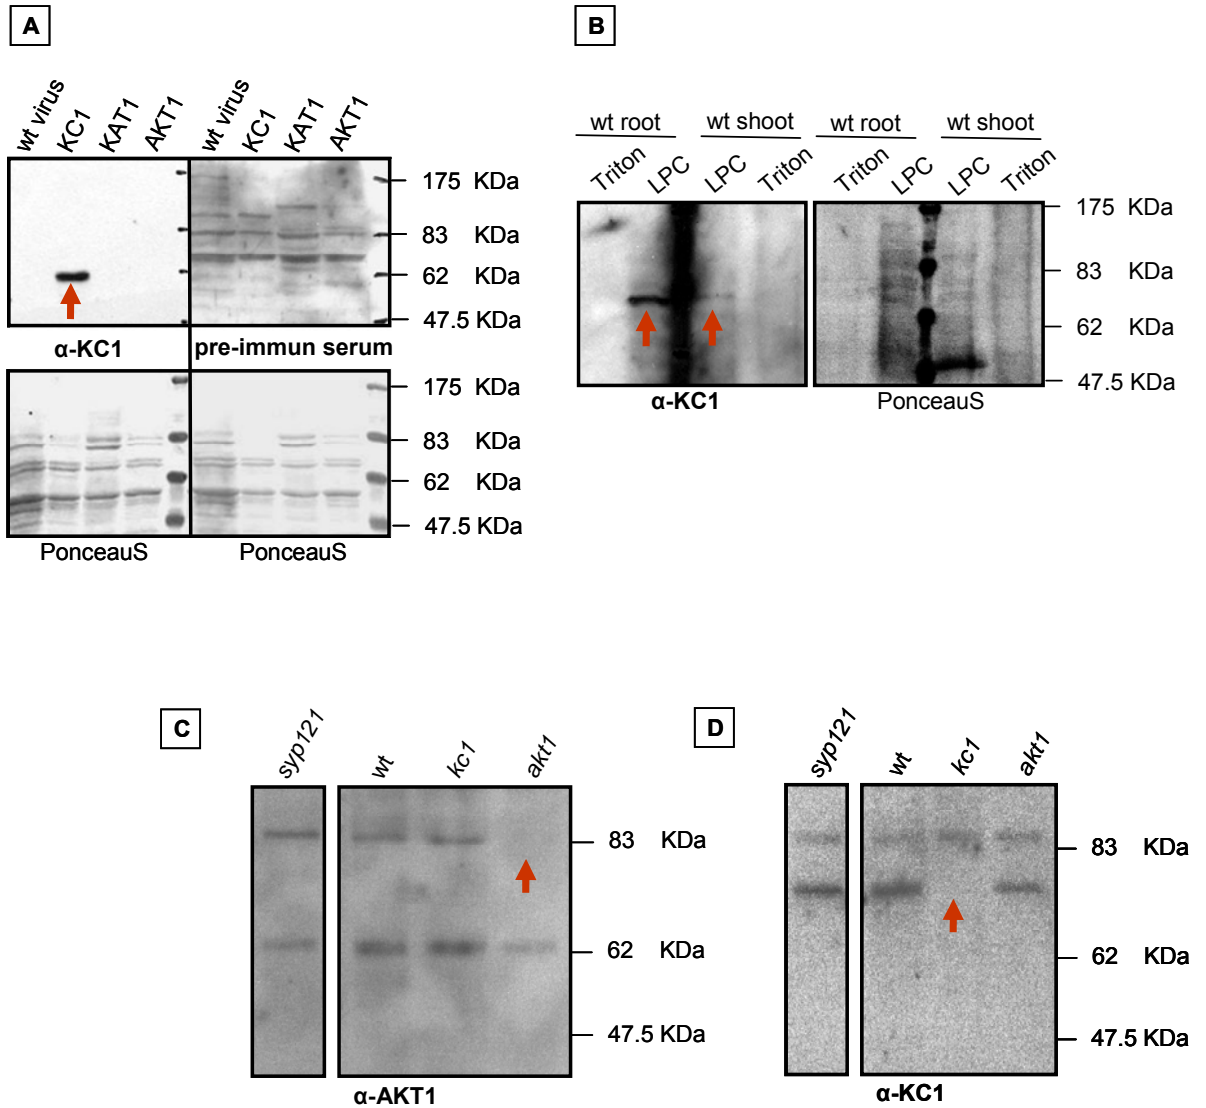 A
wt virus KC1 KAT1 AKT1 wt virus KC1 KAT1 AKT1
175 KDa
83 KDa
62 KDa
47.5 KDa
α-KC1 pre-immun serum
175 KDa
83 KDa
62 KDa
47.5 KDa
PonceauS PonceauS
B
wt root wt shoot wt root wt shoot
Triton LPC LPC Triton Triton LPC LPC Triton
175 KDa
83 KDa
62 KDa
47.5 KDa
α-KC1 PonceauS
C
syp121 wt kc1 akt1
83 KDa
62 KDa
47.5 KDa
α-AKT1
D
syp121 wt kc1 akt1
83 KDa
62 KDa
47.5 KDa
α-KC1